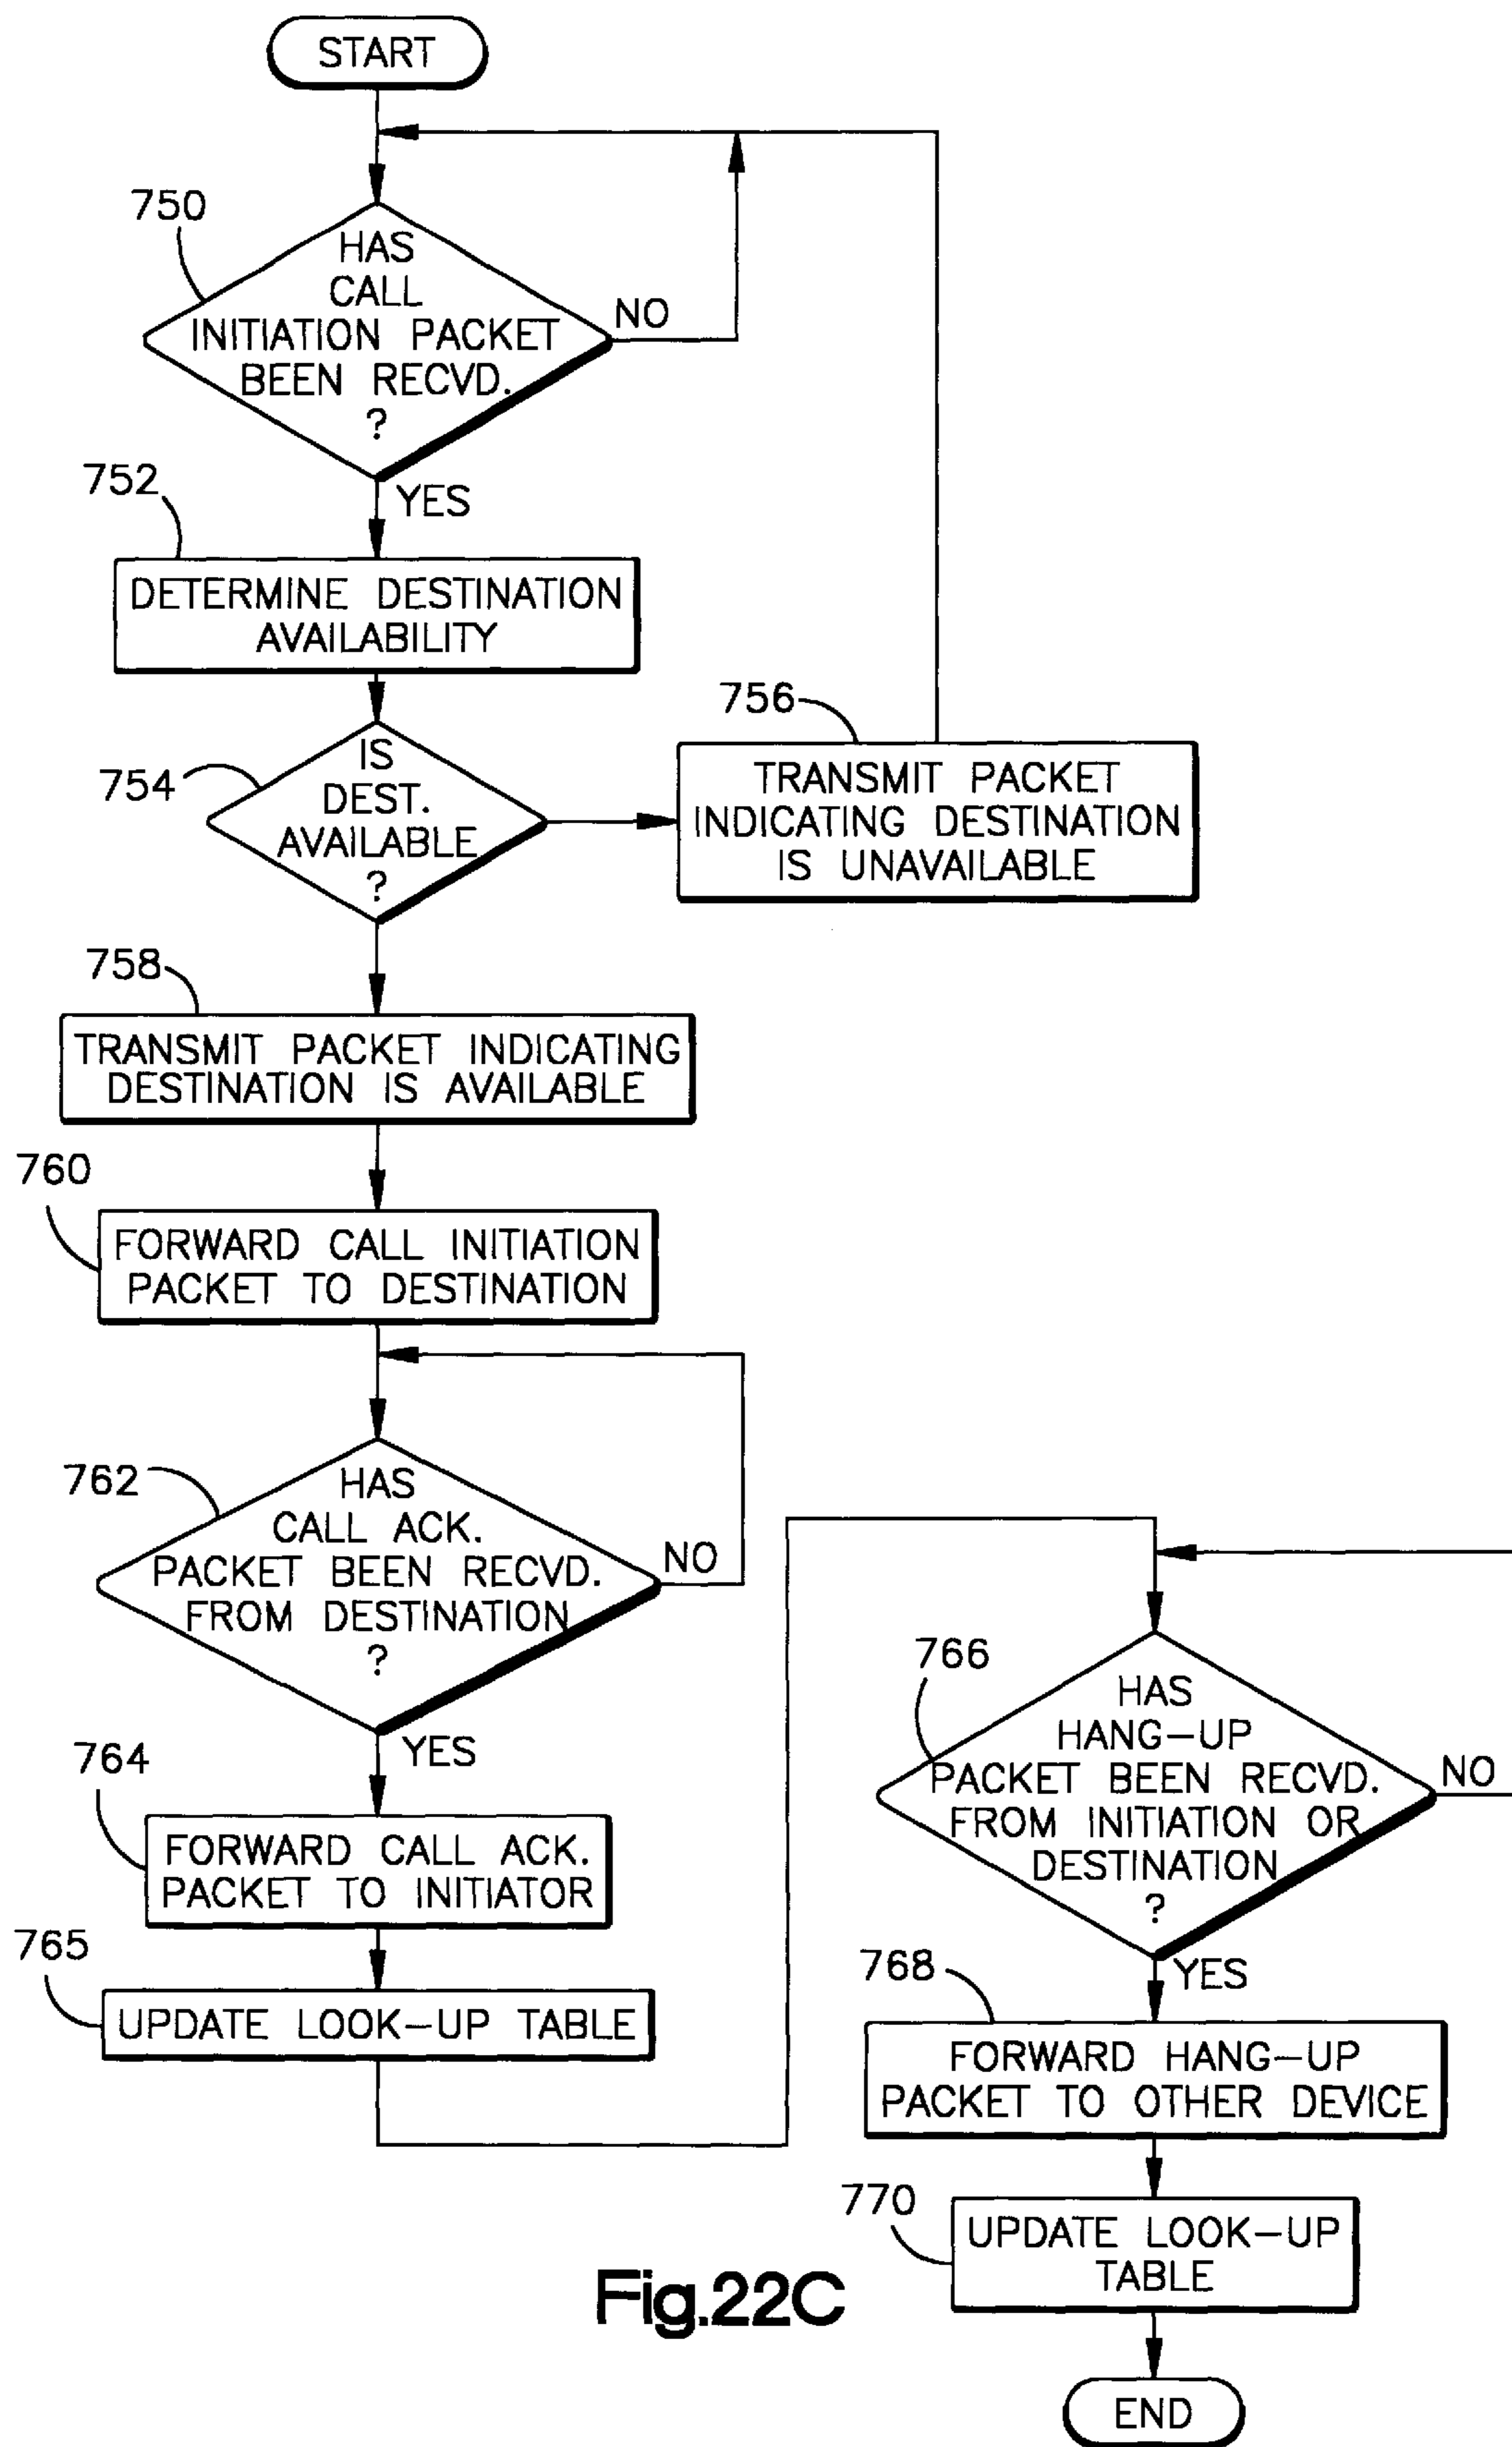 START
750
HAS
CALL
INITIATION PACKET
BEEN RECVD.
?
NO
YES
752
DETERMINE DESTINATION
AVAILABILITY
754
IS
DEST.
AVAILABLE
?
756
TRANSMIT PACKET
INDICATING DESTINATION
IS UNAVAILABLE
758
TRANSMIT PACKET INDICATING
DESTINATION IS AVAILABLE
760
FORWARD CALL INITIATION
PACKET TO DESTINATION
762
HAS
CALL ACK.
PACKET BEEN RECVD.
FROM DESTINATION
?
NO
YES
764
FORWARD CALL ACK.
PACKET TO INITIATOR
765
UPDATE LOOK-UP TABLE
766
HAS
HANG-UP
PACKET BEEN RECVD.
FROM INITIATION OR
DESTINATION
?
NO
YES
768
FORWARD HANG-UP
PACKET TO OTHER DEVICE
770
UPDATE LOOK-UP
TABLE
END
Fig.22C